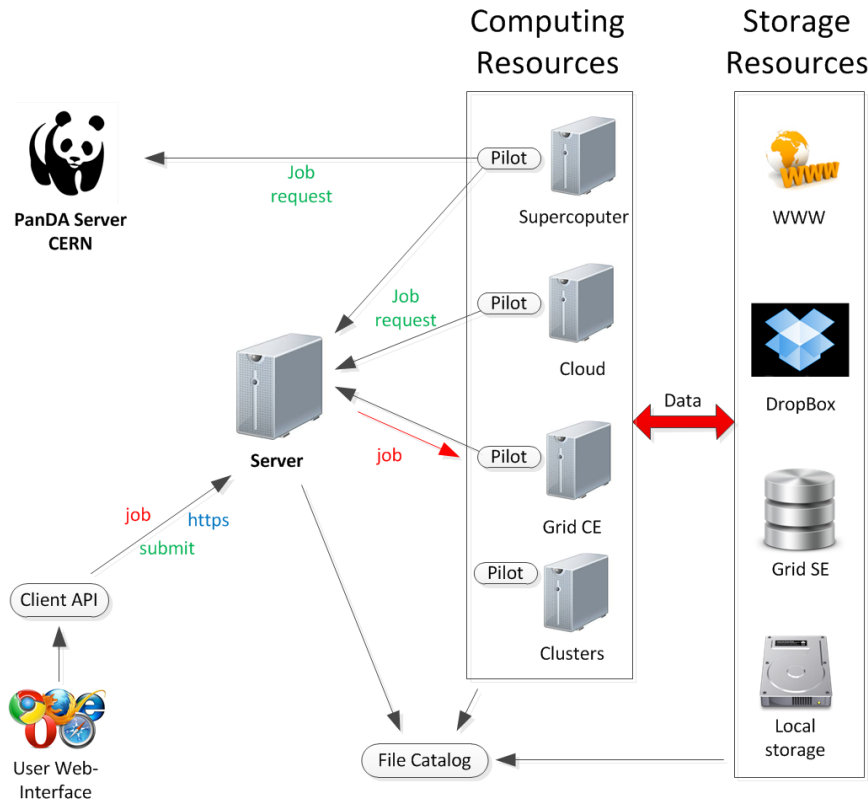 Computing
Resources
Storage
Resources
PanDA Server
CERN
Job
request
Pilot
Supercoputer
WWW
WWW
Job
request
Pilot
Cloud
DropBox
Data
Server
job
Pilot
Grid CE
job
https
submit
Pilot
Clusters
Grid SE
Client API
User Web-
Interface
File Catalog
Local
storage